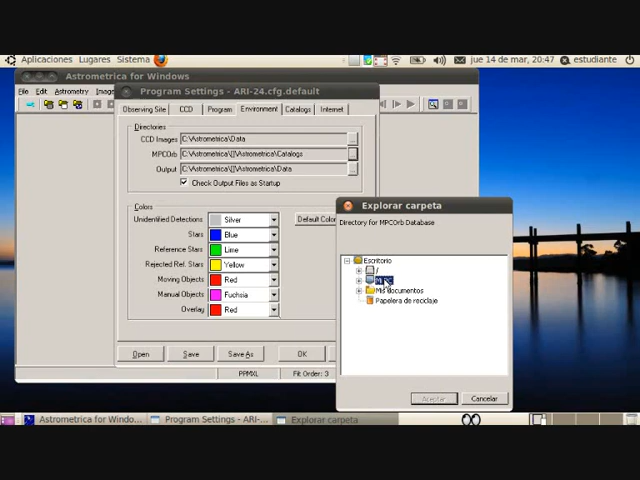 Aplicaciones Lugares Sistema jue 14 de mar, 20:47 estudiante
Astrometrica for Windows
File Edit Astrometry
Program Settings - ARI-24.cfg.default
Observing Site CCD Program Environment Catalogs Internet
Directories
CCD Images C:\Astrometrica\Data ...
MPCOrb C:\Astrometrica\[]\Astrometrica\Catalogs
Output C:\Astrometrica\[]\Astrometrica\Data ...
Check Output Files as Startup
Colors
Unidentified Detections Silver Default Color
Stars Blue
Reference Stars Lime
Rejected Ref. Stars Yellow
Moving Objects Red
Manual Objects Fuchsia
Overlay Red
Open Save Save As OK
PPMXL Fit Order: 3
Explorar carpeta
Directory for MPCOrb Database
Escritorio
/
Mis documentos
Papelera de reciclaje
Aceptar Cancelar
Astrometrica for Windo... Program Settings - ARI-... Explorar carpeta